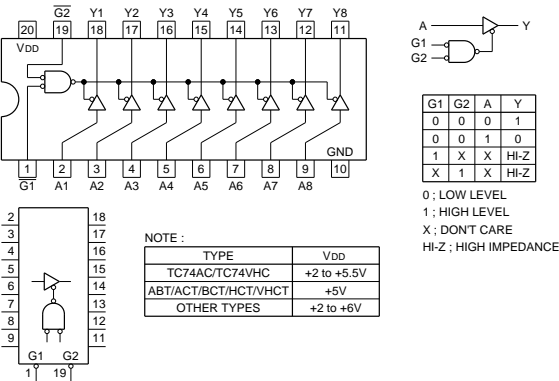 G2 Y1 Y2 Y3 Y4 Y5 Y6 Y7 Y8
20 19 18 17 16 15 14 13 12 11
VDD
GND
1 2 3 4 5 6 7 8 9 10
G1 A1 A2 A3 A4 A5 A6 A7 A8
A Y
G1
G2
G1 G2 A Y
0 0 0 1
0 0 1 0
1 X X HI-Z
X 1 X HI-Z
0 ; LOW LEVEL
1 ; HIGH LEVEL
X ; DON'T CARE
HI-Z ; HIGH IMPEDANCE
2 18
3 17
4 16
5 15
6 14
7 13
8 12
9 11
G1 G2
1 19
NOTE :
TYPE VDD
TC74AC/TC74VHC +2 to +5.5V
ABT/ACT/BCT/HCT/VHCT +5V
OTHER TYPES +2 to +6V